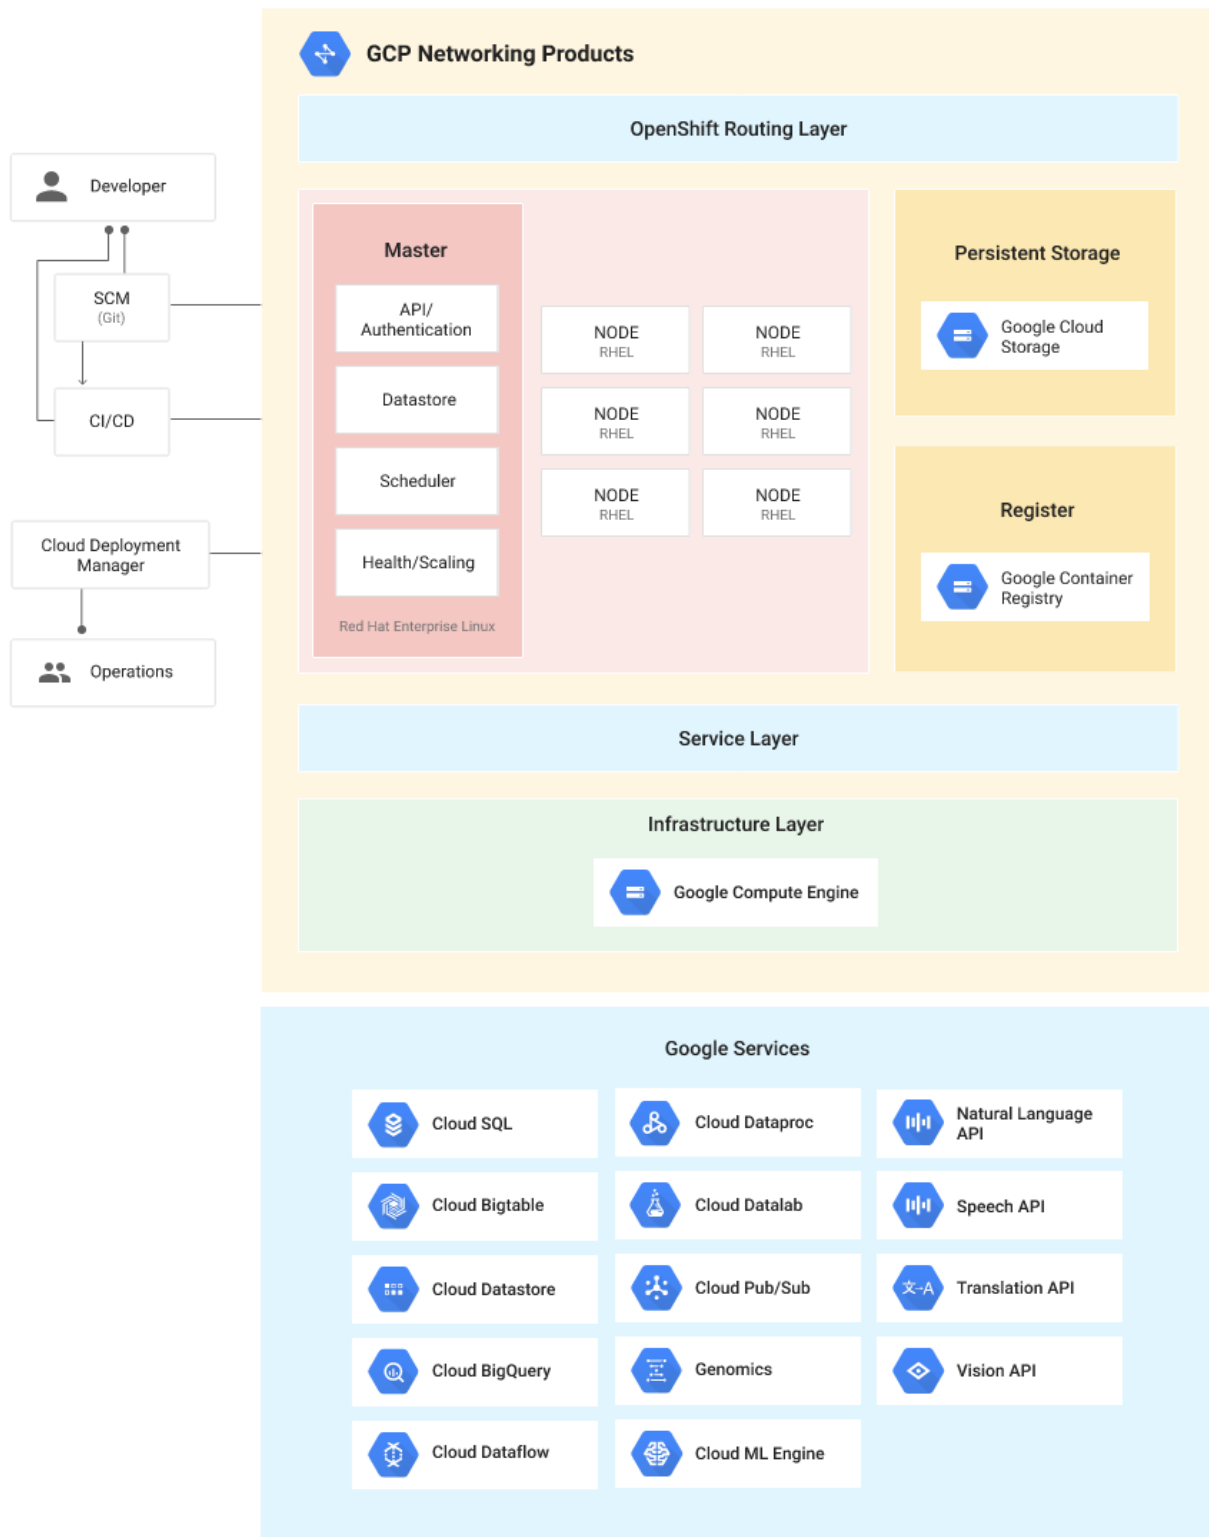 GCP Networking Products
OpenShift Routing Layer
Developer
SCM
(Git)
CI/CD
Cloud Deployment
Manager
Operations
Master
API/
Authentication
Datastore
Scheduler
Health/Scaling
Red Hat Enterprise Linux
NODE
RHEL
NODE
RHEL
NODE
RHEL
NODE
RHEL
NODE
RHEL
NODE
RHEL
Persistent Storage
Google Cloud
Storage
Register
Google Container
Registry
Service Layer
Infrastructure Layer
Google Compute Engine
Google Services
Cloud SQL
Cloud Bigtable
Cloud Datastore
Cloud BigQuery
Cloud Dataflow
Cloud Dataproc
Cloud Datalab
Cloud Pub/Sub
Genomics
Cloud ML Engine
Natural Language
API
Speech API
文→A
Translation API
Vision API